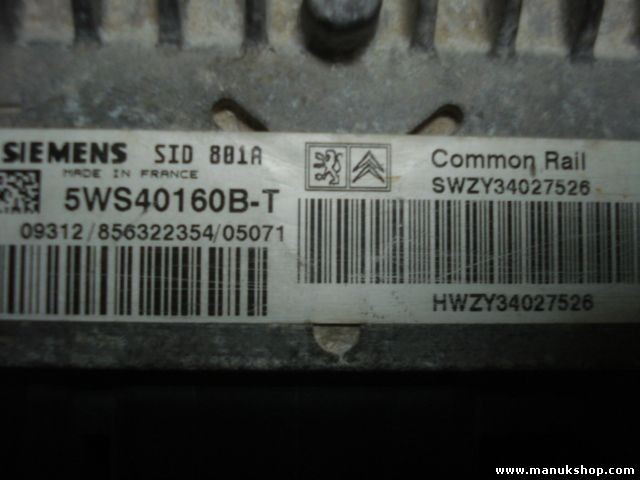 SIEMENS SID 801A
MADE IN FRANCE
5WS40160B-T
09312/856322354/05071
Common Rail
SWZY34027526
HWZY34027526
www.manukshop.com